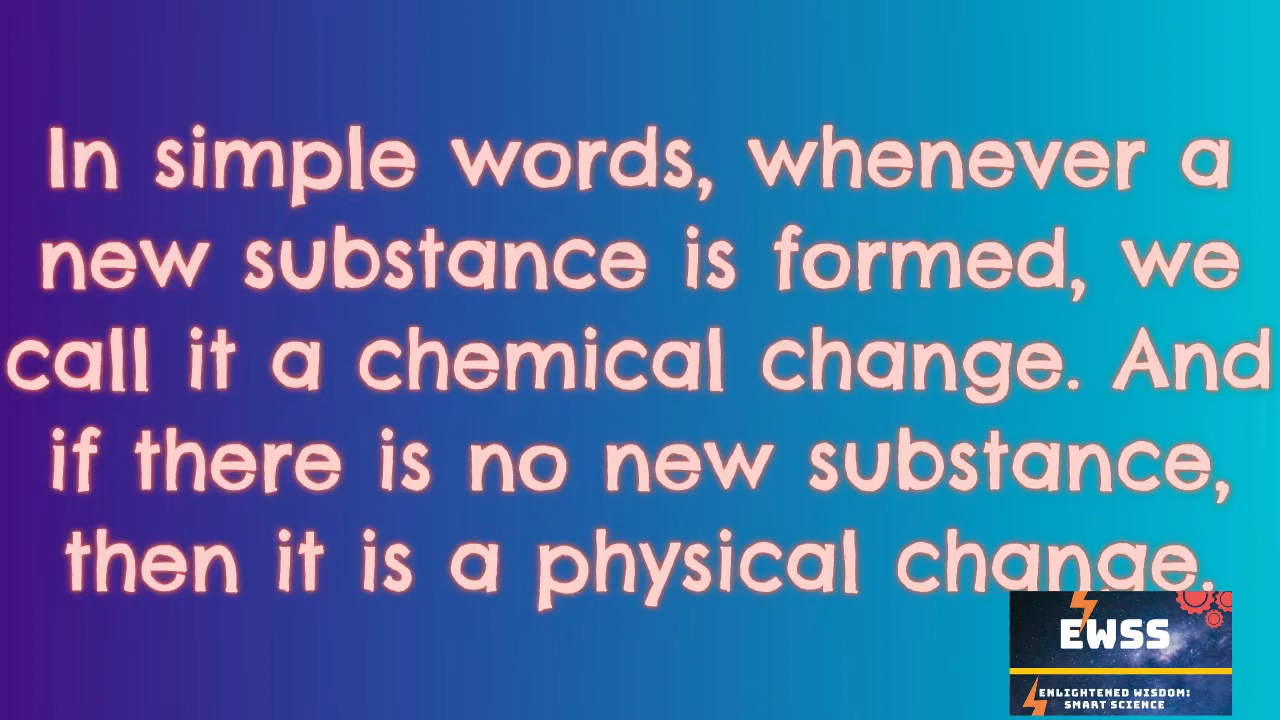 In simple words, whenever a
new substance is formed, we
call it a chemical change. And
if there is no new substance,
then it is a physical change.
EWSS
ENLIGHTENED WISDOM:
SMART SCIENCE